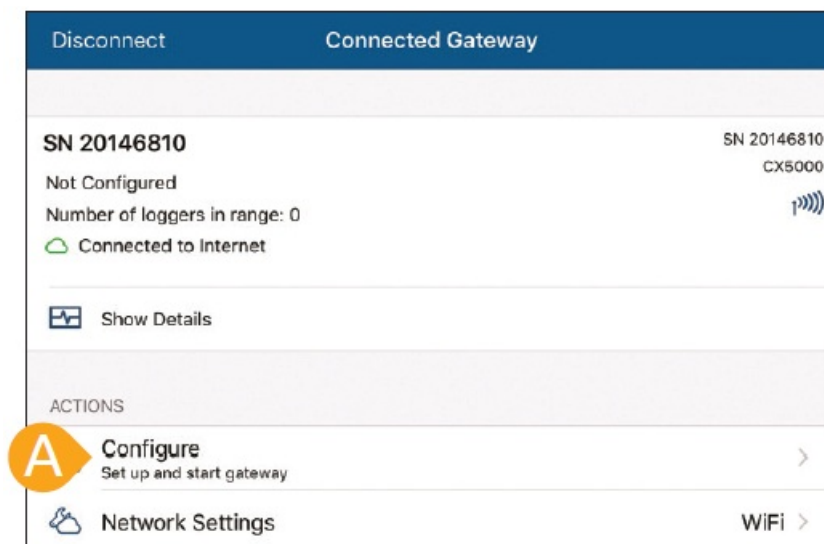 Disconnect
Connected Gateway
SN 20146810
SN 20146810
Not Configured
CX5000
Number of loggers in range: 0
Connected to Internet
Show Details
ACTIONS
A
Configure
Set up and start gateway
Network Settings
WiFi